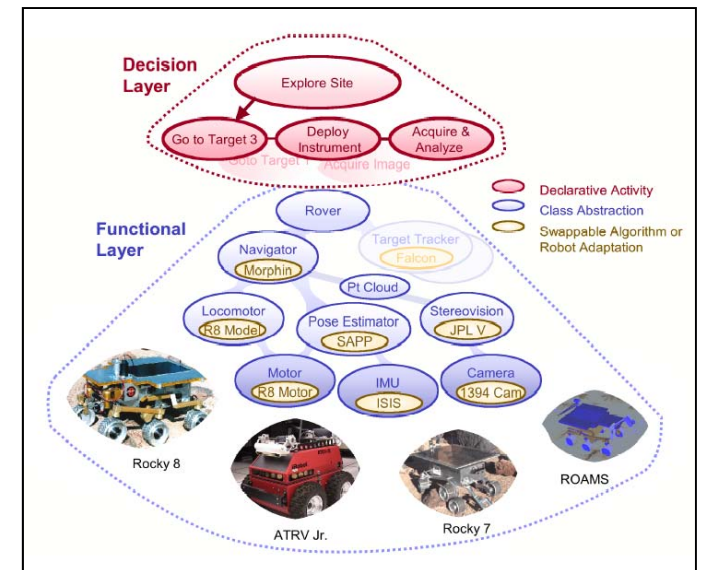 Decision
Layer
Explore Site
Go to Target 3
Deploy
Instrument
Acquire &
Analyze
Goto Target 1
Acquire Image
Declarative Activity
Class Abstraction
Swappable Algorithm or
Robot Adaptation
Functional
Layer
Rover
Target Tracker
Falcon
Navigator
Morphin
Pt Cloud
Locomotor
R8 Model
Pose Estimator
SAPP
Stereovision
JPL V
Motor
R8 Motor
IMU
ISIS
Camera
1394 Cam
Rocky 8
ATRV Jr.
Rocky 7
ROAMS